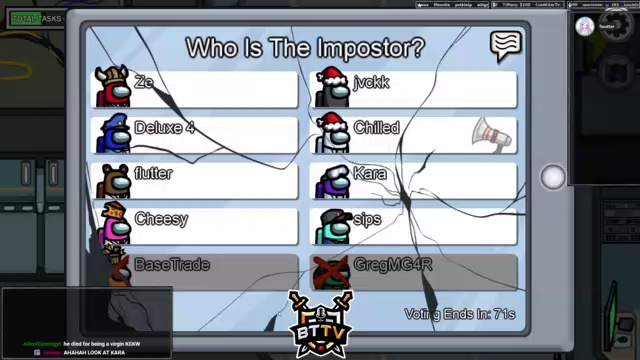 TOTAL TASKS
Who Is The Impostor?
Ze
jvckk
Deluxe 4
Chilled
flutter
Kara
Cheesy
sips
BaseTrade
GregMG4R
Voting Ends In: 71s
BTTV
he died for being a virgin KEKW
AHAHAH LOOK AT KARA